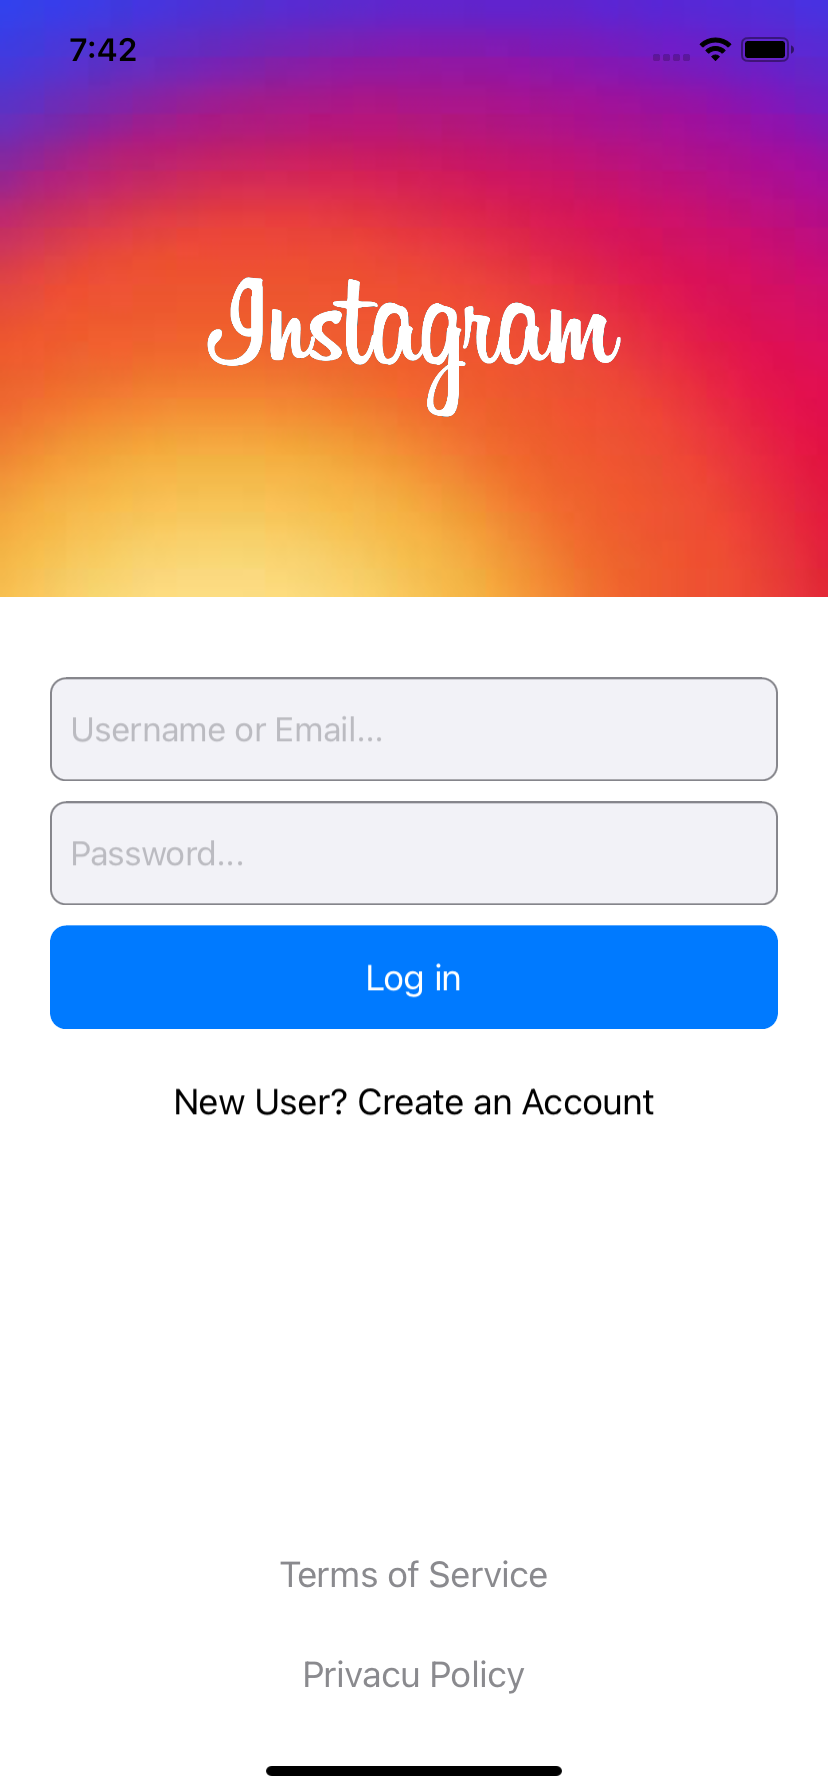 7:42
Instagram
Username or Email...
Password...
Log in
New User? Create an Account
Terms of Service
Privacu Policy